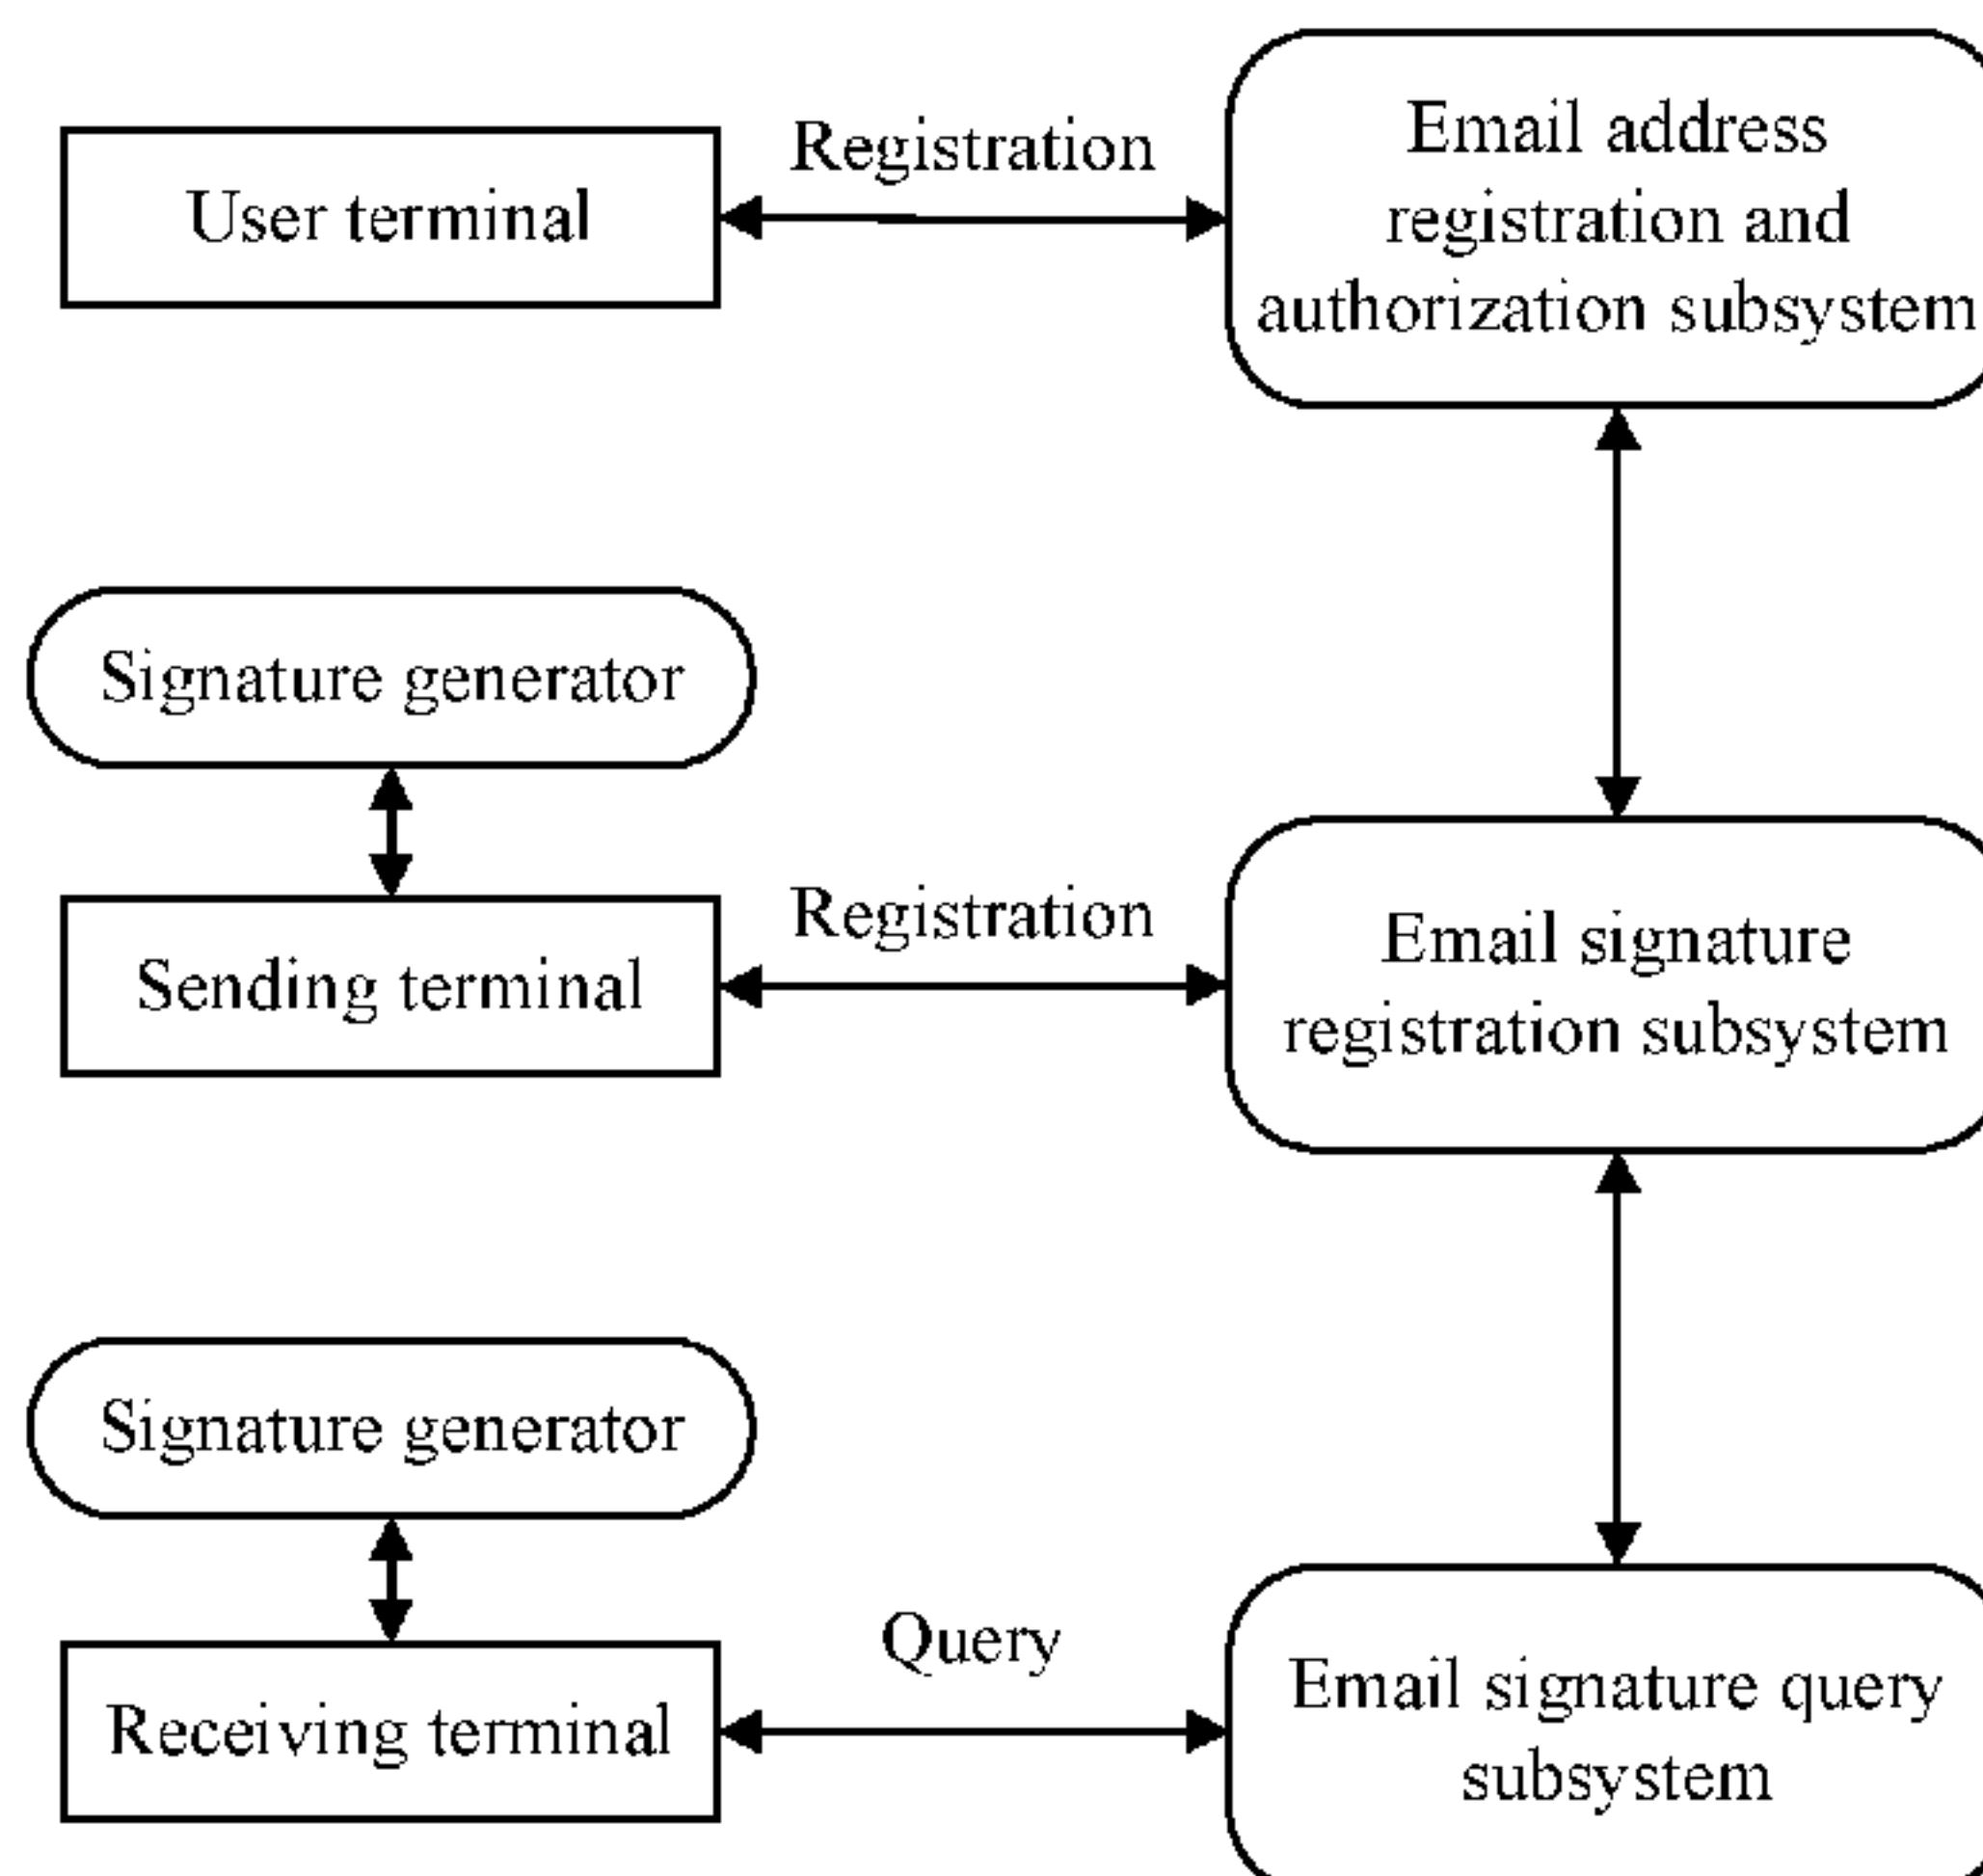 User terminal
Registration
Email address
registration and
authorization subsystem
Signature generator
Sending terminal
Registration
Email signature
registration subsystem
Signature generator
Receiving terminal
Query
Email signature query
subsystem